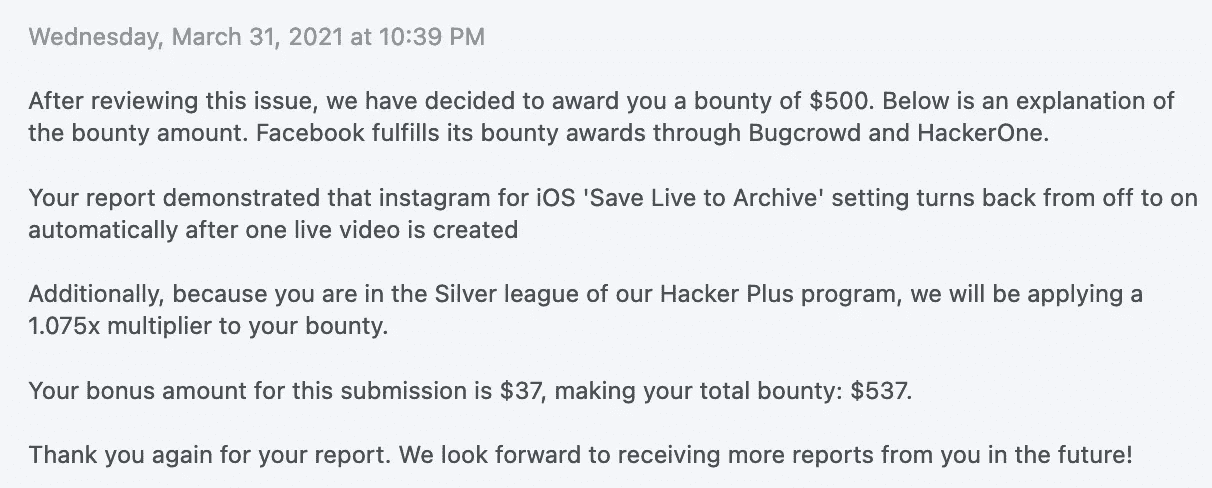 Wednesday, March 31, 2021 at 10:39 PM
After reviewing this issue, we have decided to award you a bounty of $500. Below is an explanation of
the bounty amount. Facebook fulfills its bounty awards through Bugcrowd and HackerOne.
Your report demonstrated that instagram for iOS 'Save Live to Archive' setting turns back from off to on
automatically after one live video is created
Additionally, because you are in the Silver league of our Hacker Plus program, we will be applying a
1.075x multiplier to your bounty.
Your bonus amount for this submission is $37, making your total bounty: $537.
Thank you again for your report. We look forward to receiving more reports from you in the future!